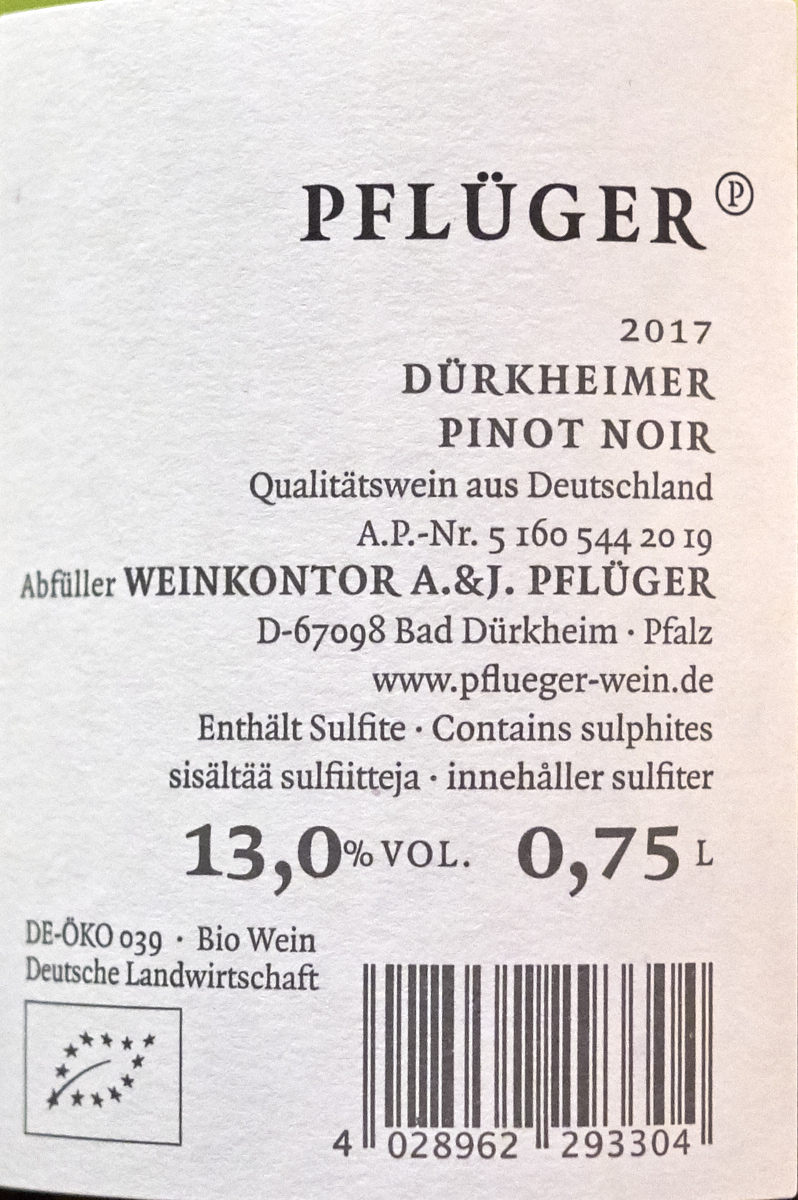 PFLÜGER Ⓟ
2017
DÜRKHEIMER
PINOT NOIR
Qualitätswein aus Deutschland
A.P.-Nr. 5 160 544 20 19
Abfüller WEINKONTOR A.&J. PFLÜGER
D-67098 Bad Dürkheim · Pfalz
www.pflueger-wein.de
Enthält Sulfite · Contains sulphites
sisältää sulfiitteja · innehåller sulfiter
13,0% VOL. 0,75 L
DE-ÖKO 039 · Bio Wein
Deutsche Landwirtschaft
4 028962 293304